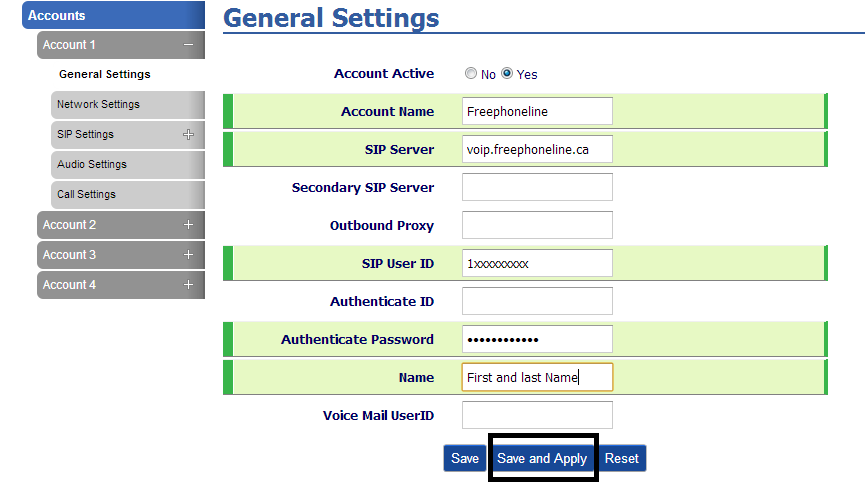 Accounts
Account 1
General Settings
Network Settings
SIP Settings
Audio Settings
Call Settings
Account 2
Account 3
Account 4
General Settings
Account Active No Yes
Account Name Freephoneline
SIP Server voip.freephoneline.ca
Secondary SIP Server
Outbound Proxy
SIP User ID 1xxxxxxxxx
Authenticate ID
Authenticate Password ••••••••••••
Name First and last Name
Voice Mail UserID
Save Save and Apply Reset